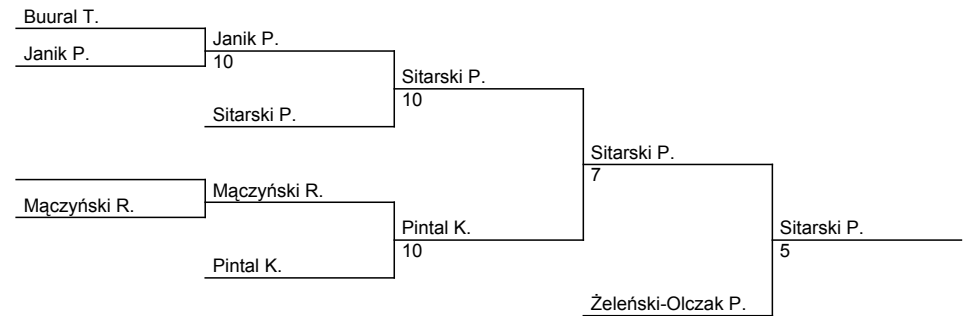 Buural T.
Janik P.
Janik P.
10
Sitarski P.
Sitarski P.
10
Sitarski P.
7
Mączyński R.
Mączyński R.
Pintal K.
10
Pintal K.
Sitarski P.
5
Żeleński-Olczak P.